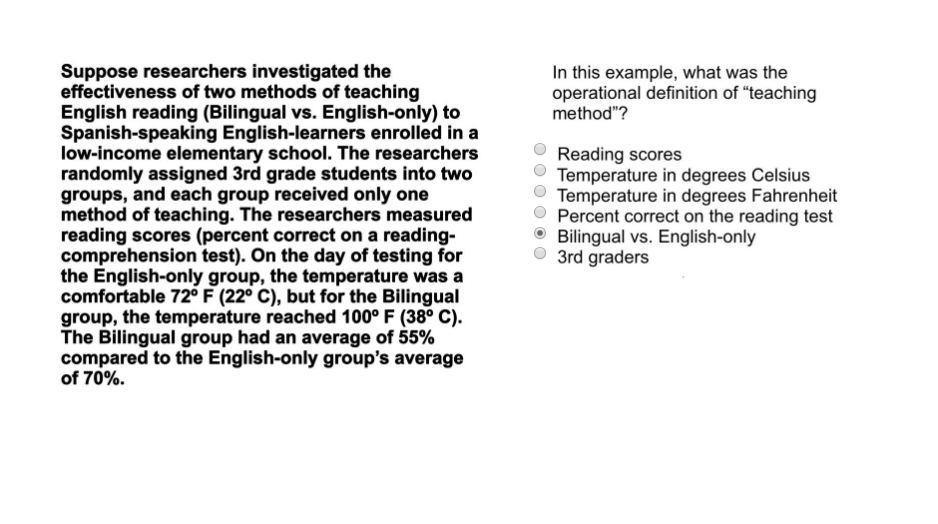 Suppose researchers investigated the
effectiveness of two methods of teaching
English reading (Bilingual vs. English-only) to
Spanish-speaking English-learners enrolled in a
low-income elementary school. The researchers
randomly assigned 3rd grade students into two
groups, and each group received only one
method of teaching. The researchers measured
reading scores (percent correct on a reading-
comprehension test). On the day of testing for
the English-only group, the temperature was a
comfortable 72º F (22º C), but for the Bilingual
group, the temperature reached 100º F (38º C).
The Bilingual group had an average of 55%
compared to the English-only group’s average
of 70%.
In this example, what was the
operational definition of “teaching
method”?
Reading scores
Temperature in degrees Celsius
Temperature in degrees Fahrenheit
Percent correct on the reading test
Bilingual vs. English-only
3rd graders